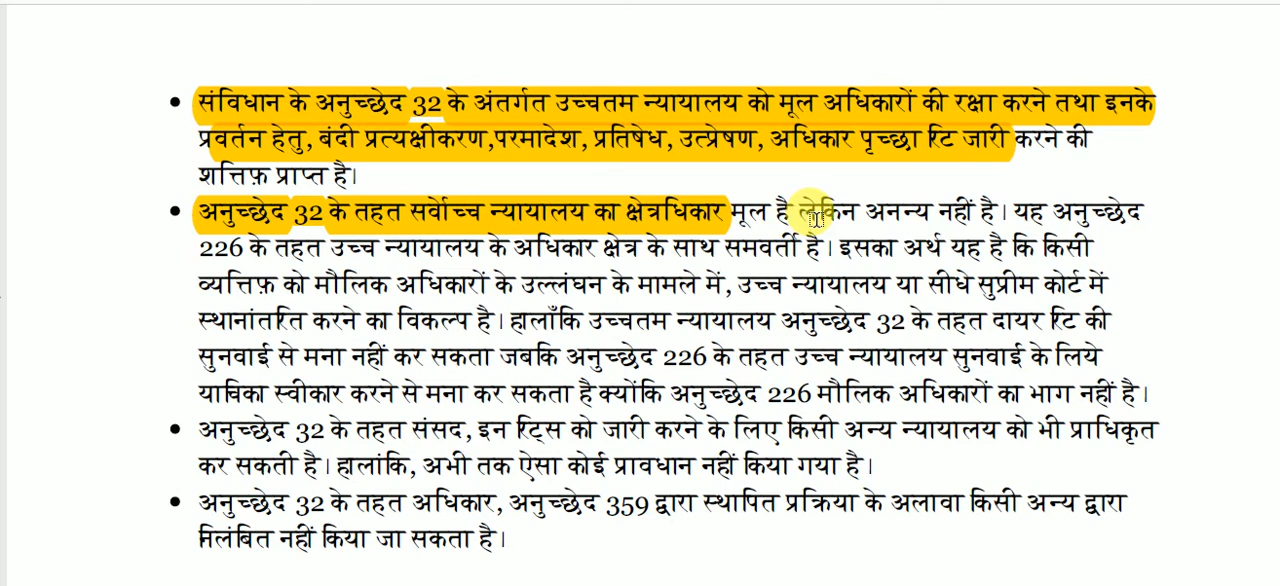 संविधान के अनुच्छेद 32 के अंतर्गत उच्चतम न्यायालय को मूल अधिकारों की रक्षा करने तथा इनके
प्रवर्तन हेतु, बंदी प्रत्यक्षीकरण,परमादेश, प्रतिषेध, उत्प्रेषण, अधिकार पृच्छा रिट जारी करने की
शत्तिफ़ प्राप्त है।
अनुच्छेद 32 के तहत सर्वोच्च न्यायालय का क्षेत्रधिकार मूल है लेकिन अनन्य नहीं है। यह अनुच्छेद
226 के तहत उच्च न्यायालय के अधिकार क्षेत्र के साथ समवर्ती है। इसका अर्थ यह है कि किसी
व्यत्तिफ़ को मौलिक अधिकारों के उल्लंघन के मामले में, उच्च न्यायालय या सीधे सुप्रीम कोर्ट में
स्थानांतरित करने का विकल्प है। हालाँकि उच्चतम न्यायालय अनुच्छेद 32 के तहत दायर रिट की
सुनवाई से मना नहीं कर सकता जबकि अनुच्छेद 226 के तहत उच्च न्यायालय सुनवाई के लिये
याचिका स्वीकार करने से मना कर सकता है क्योंकि अनुच्छेद 226 मौलिक अधिकारों का भाग नहीं है।
अनुच्छेद 32 के तहत संसद, इन रिट्स को जारी करने के लिए किसी अन्य न्यायालय को भी प्राधिकृत
कर सकती है। हालांकि, अभी तक ऐसा कोई प्रावधान नहीं किया गया है।
अनुच्छेद 32 के तहत अधिकार, अनुच्छेद 359 द्वारा स्थापित प्रक्रिया के अलावा किसी अन्य द्वारा
निलंबित नहीं किया जा सकता है।